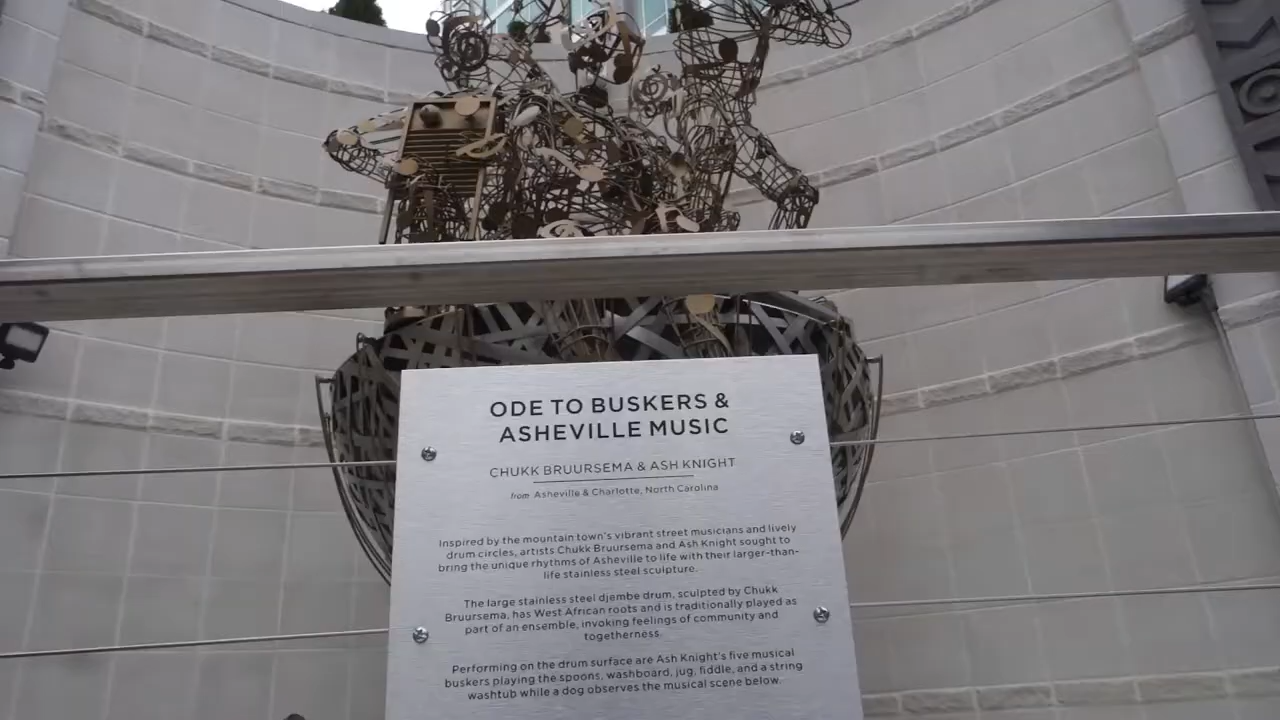 ODE TO BUSKERS &
ASHEVILLE MUSIC
CHUKK BRUURSEMA & ASH KNIGHT
from Asheville & Charlotte, North Carolina
Inspired by the mountain town's vibrant street musicians and lively
drum circles, artists Chukk Bruursema and Ash Knight sought to
bring the unique rhythms of Asheville to life with their larger-than-
life stainless steel sculpture.
The large stainless steel djembe drum, sculpted by Chukk
Bruursema, has West African roots and is traditionally played as
part of an ensemble, invoking feelings of community and
togetherness.
Performing on the drum surface are Ash Knight's five musical
buskers playing the spoons, washboard, jug, fiddle, and a string
washtub while a dog observes the musical scene below.